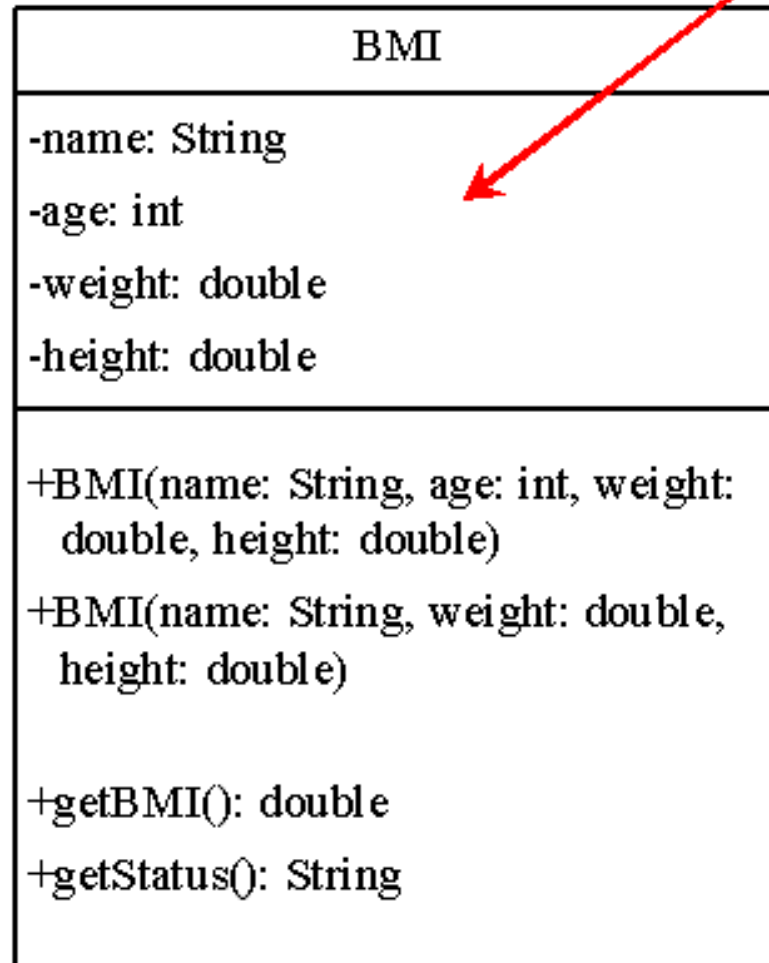 BMI
-name: String
-age: int
-weight: double
-height: double
+BMI(name: String, age: int, weight:
double, height: double)
+BMI(name: String, weight: double,
height: double)
+getBMI(): double
+getStatus(): String